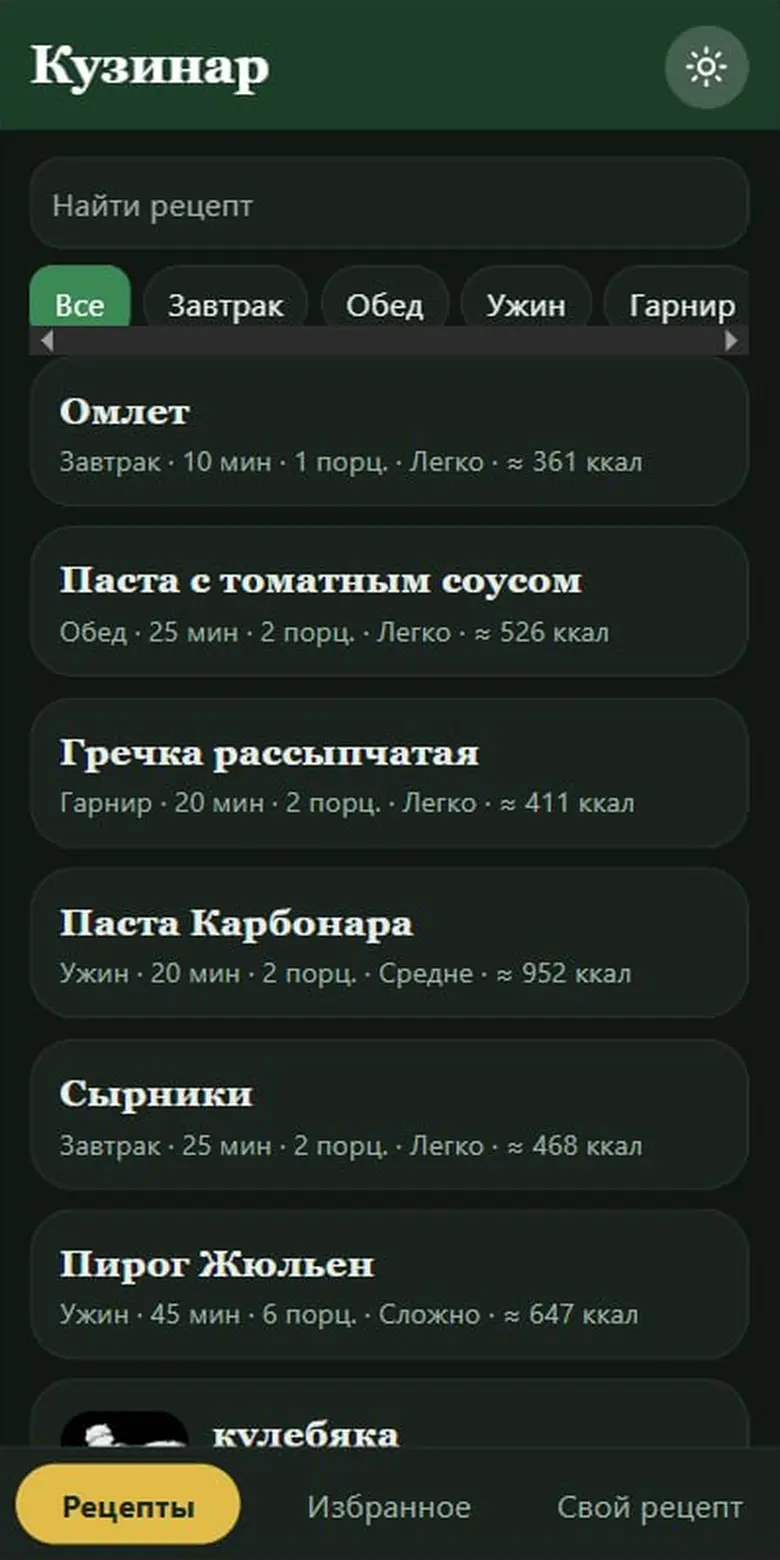 Кузинар
Найти рецепт
Все Завтрак Обед Ужин Гарнир
Омлет
Завтрак · 10 мин · 1 порц. · Легко · ≈ 361 ккал
Паста с томатным соусом
Обед · 25 мин · 2 порц. · Легко · ≈ 526 ккал
Гречка рассыпчатая
Гарнир · 20 мин · 2 порц. · Легко · ≈ 411 ккал
Паста Карбонара
Ужин · 20 мин · 2 порц. · Средне · ≈ 952 ккал
Сырники
Завтрак · 25 мин · 2 порц. · Легко · ≈ 468 ккал
Пирог Жюльен
Ужин · 45 мин · 6 порц. · Сложно · ≈ 647 ккал
кулебяка
Рецепты Избранное Свой рецепт